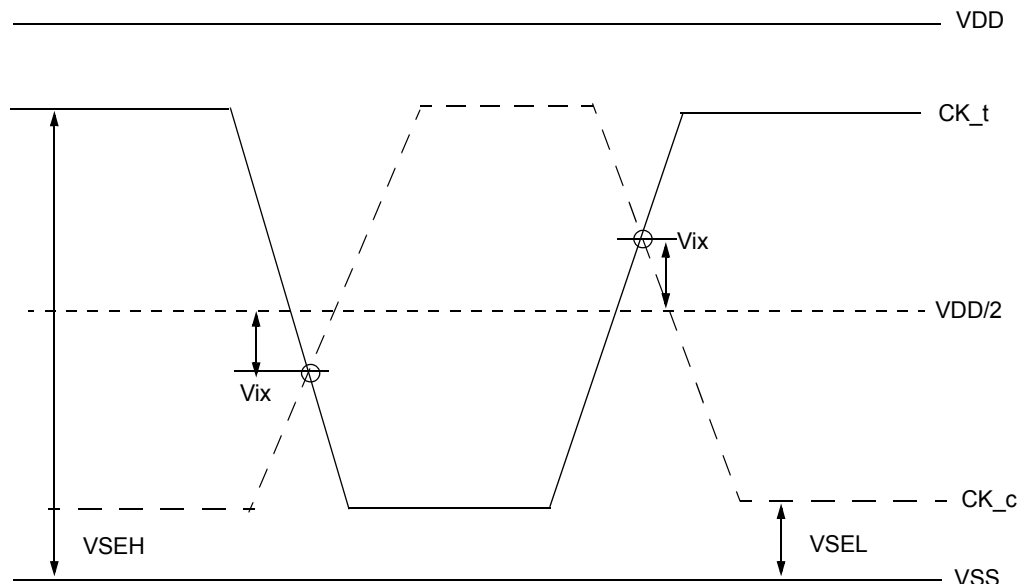 VDD
CK_t
Vix
VDD/2
Vix
CK_c
VSEH
VSEL
VSS